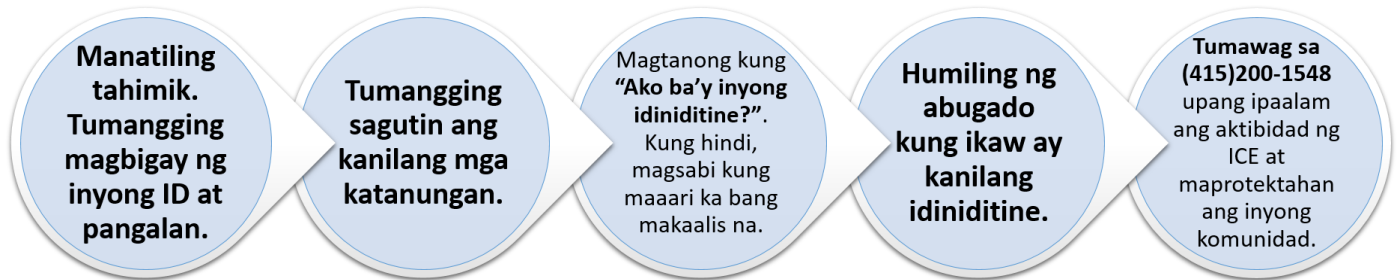 Manatiling
tahimik.
Tumangging
magbigay ng
inyong ID at
pangalan.
Tumangging
sagutin ang
kanilang mga
katanungan.
Magtanong kung
“Ako ba’y inyong
idiniditine?”.
Kung hindi,
magsabi kung
maaari ka bang
makaalis na.
Humiling ng
abugado
kung ikaw ay
kanilang
idiniditine.
Tumawag sa
(415)200-1548
upang ipaalam
ang aktibidad ng
ICE at
maprotektahan
ang inyong
komunidad.